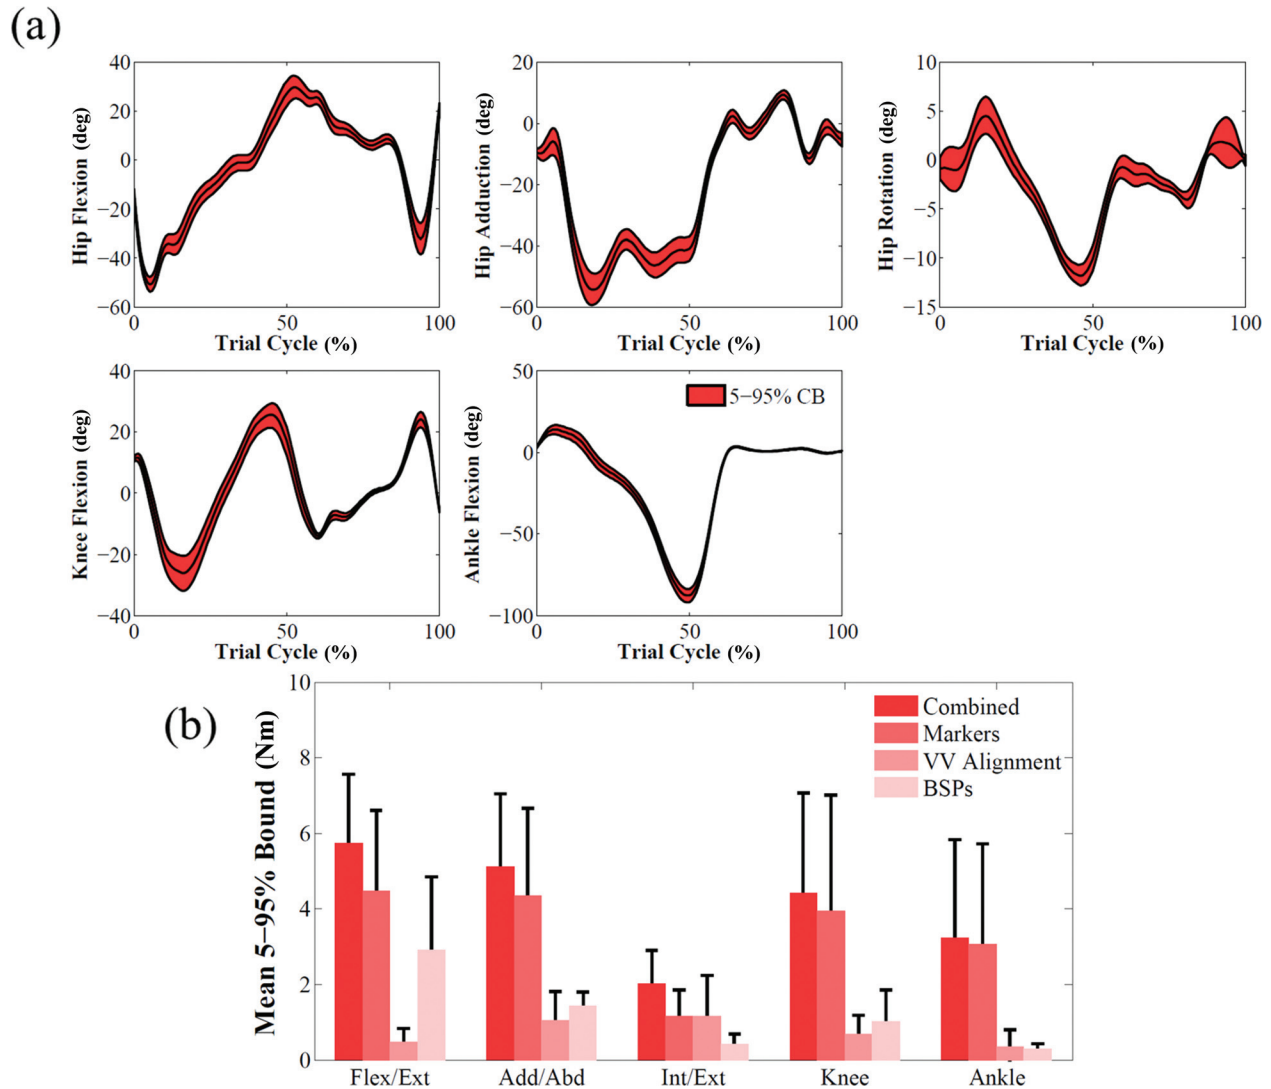 (a)
Hip Flexion (deg)
40
20
0
−20
−40
−60
0
50
100
Trial Cycle (%)
Hip Adduction (deg)
20
0
−20
−40
−60
0
50
100
Trial Cycle (%)
Hip Rotation (deg)
10
5
0
−5
−10
−15
0
50
100
Trial Cycle (%)
Knee Flexion (deg)
40
20
0
−20
−40
0
50
100
Trial Cycle (%)
Ankle Flexion (deg)
50
0
−50
−100
0
50
100
Trial Cycle (%)
5−95% CB
(b)
Mean 5−95% Bound (Nm)
10
8
6
4
2
0
Combined
Markers
VV Alignment
BSPs
Flex/Ext
Add/Abd
Int/Ext
Knee
Ankle